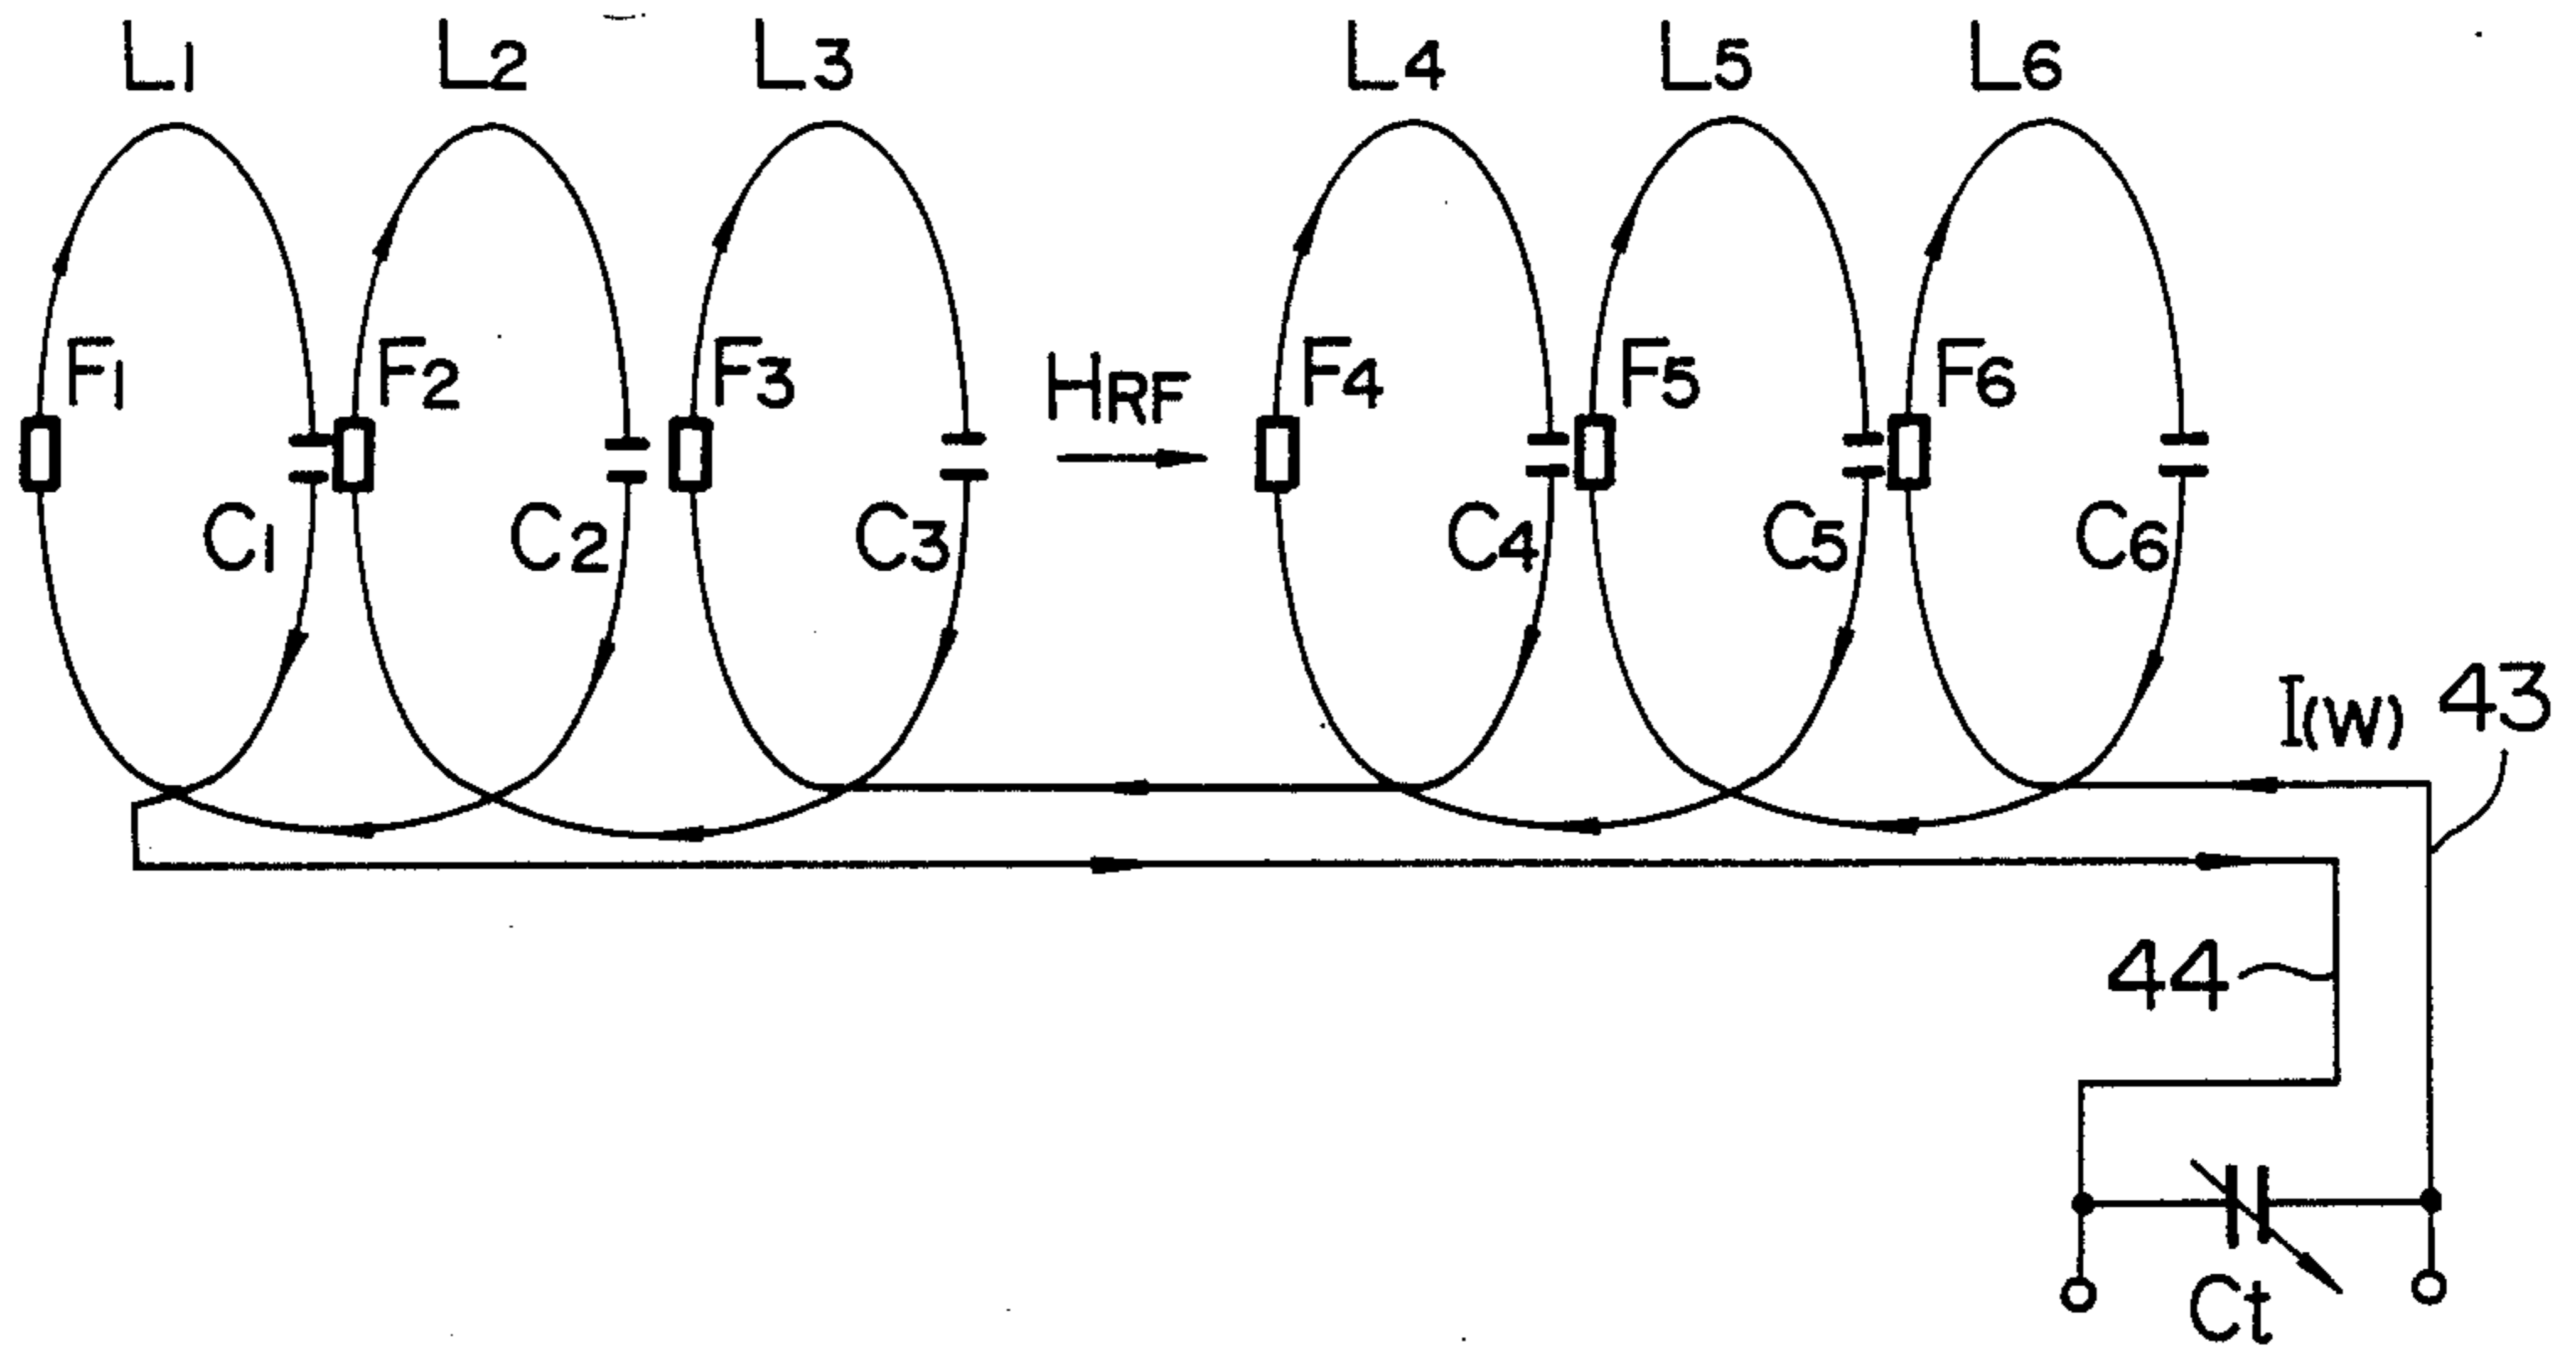 L1 L2 L3 L4 L5 L6
F1 F2 F3 HRF F4 F5 F6
C1 C2 C3 C4 C5 C6
I(W) 43
44
Ct